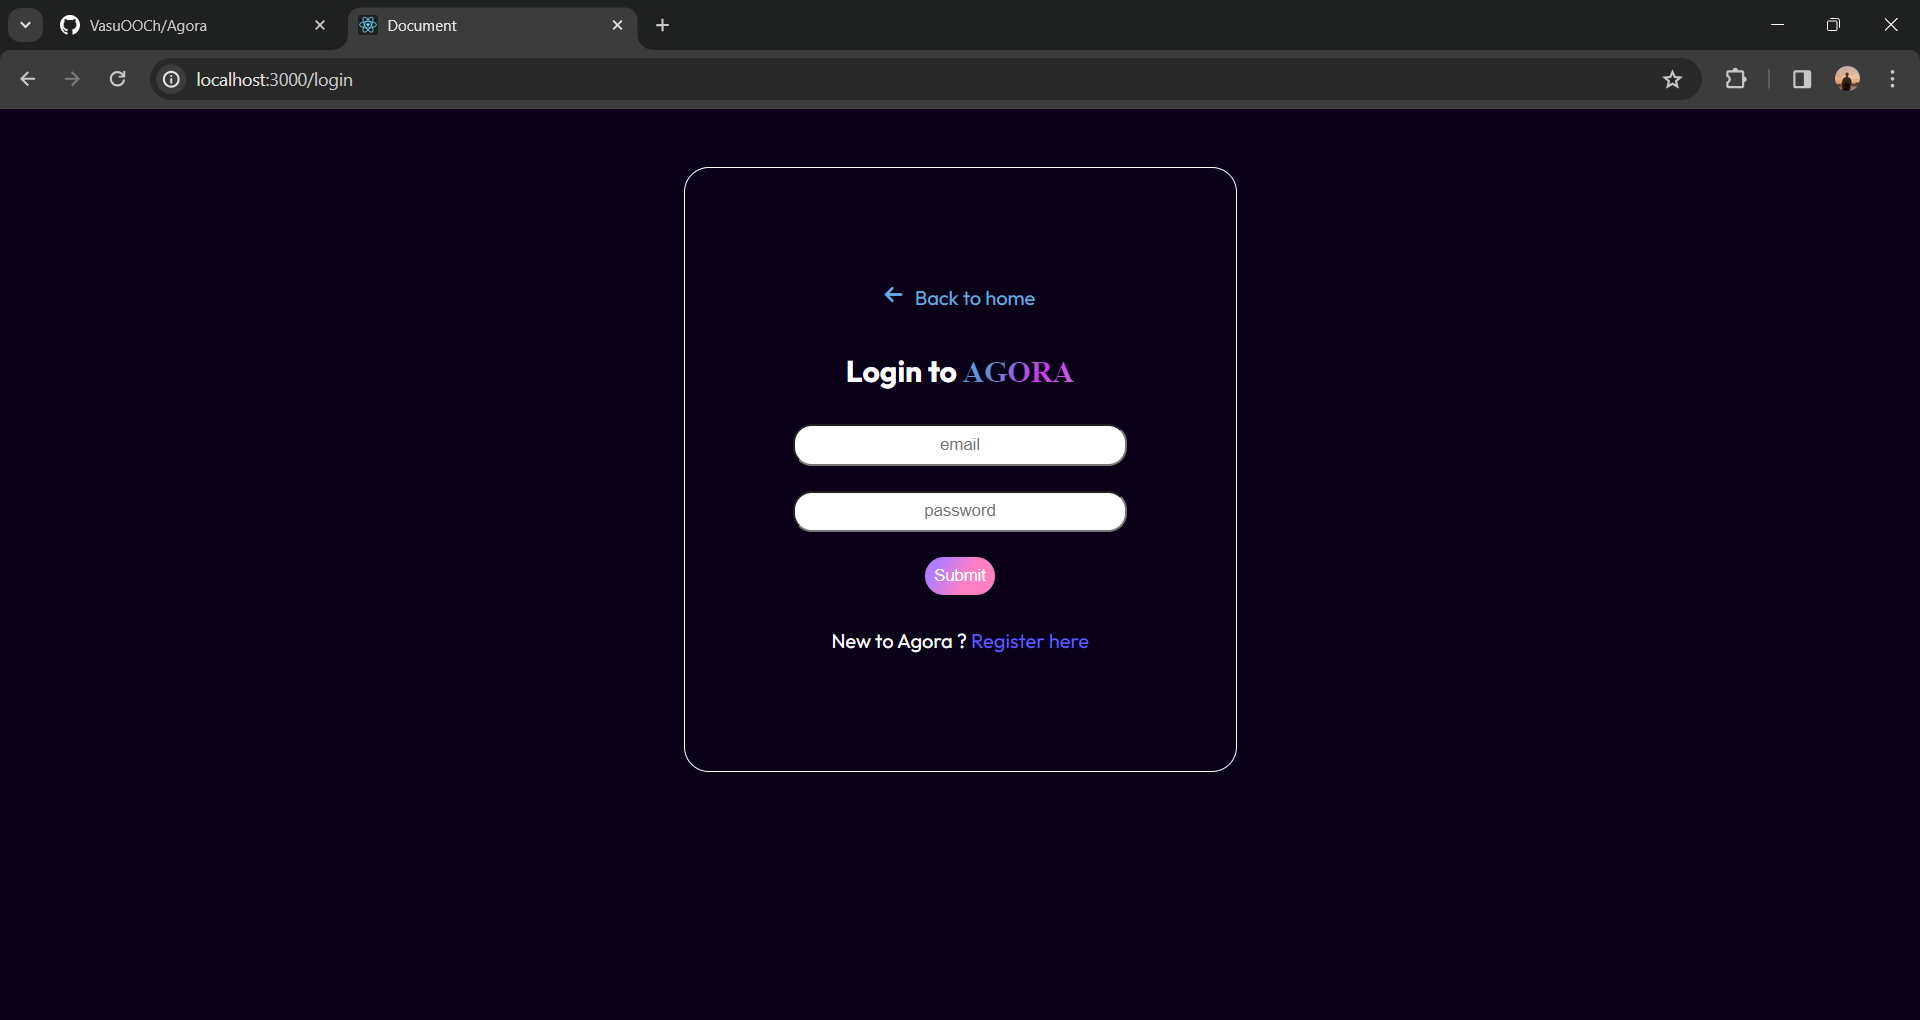 VasuOOCh/Agora
Document
localhost:3000/login
Back to home
Login to AGORA
email
password
Submit
New to Agora ? Register here